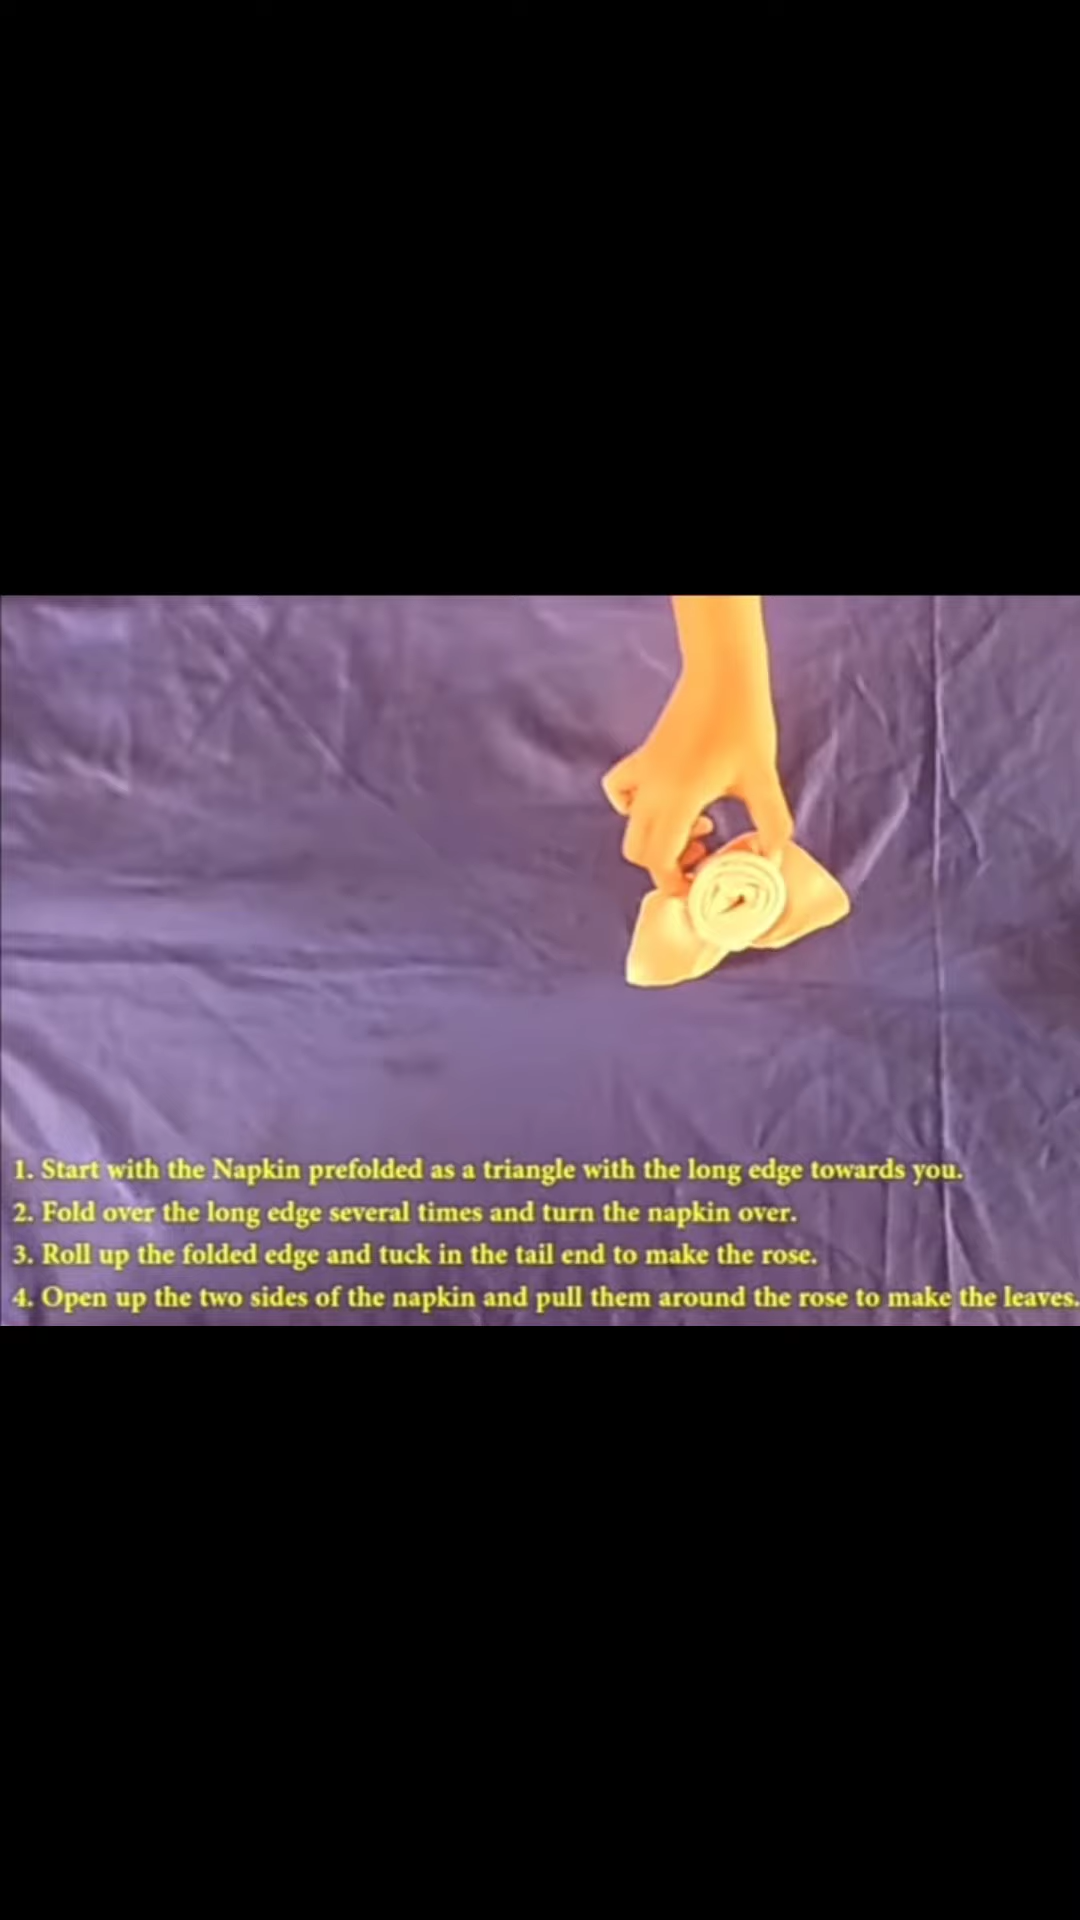 1. Start with the Napkin prefolded as a triangle with the long edge towards you.
2. Fold over the long edge several times and turn the napkin over.
3. Roll up the folded edge and tuck in the tail end to make the rose.
4. Open up the two sides of the napkin and pull them around the rose to make the leaves.